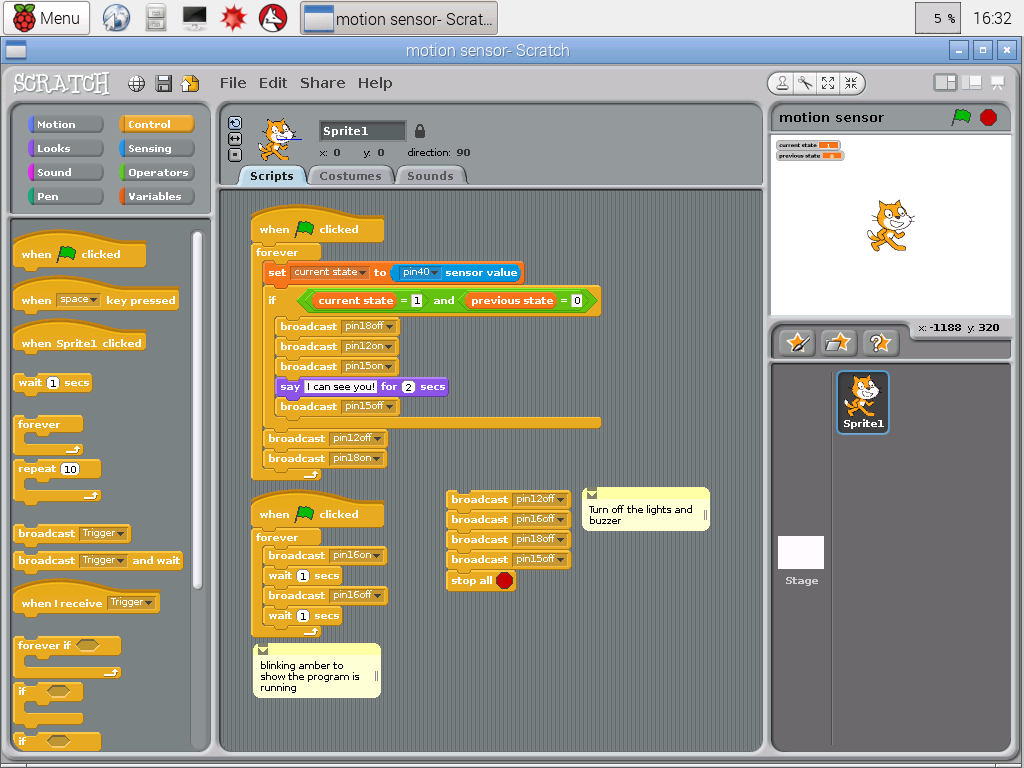 Menu
motion sensor- Scrat...
5 %
16:32
motion sensor- Scratch
SCRATCH
File Edit Share Help
Motion
Control
Looks
Sensing
Sound
Operators
Pen
Variables
when clicked
when space key pressed
when Sprite1 clicked
wait 1 secs
forever
repeat 10
broadcast Trigger
broadcast Trigger and wait
when I receive Trigger
forever if
if
if
Sprite1
x: 0 y: 0 direction: 90
Scripts Costumes Sounds
when clicked
forever
set current state to pin40 sensor value
if current state = 1 and previous state = 0
broadcast pin18off
broadcast pin12on
broadcast pin15on
say I can see you! for 2 secs
broadcast pin15off
broadcast pin12off
broadcast pin18on
when clicked
forever
broadcast pin16on
wait 1 secs
broadcast pin16off
wait 1 secs
blinking amber to
show the program is
running
broadcast pin12off
broadcast pin16off
broadcast pin18off
broadcast pin15off
stop all
Turn off the lights and
buzzer
motion sensor
current state 1
previous state
x: -1188 y: 320
Sprite1
Stage